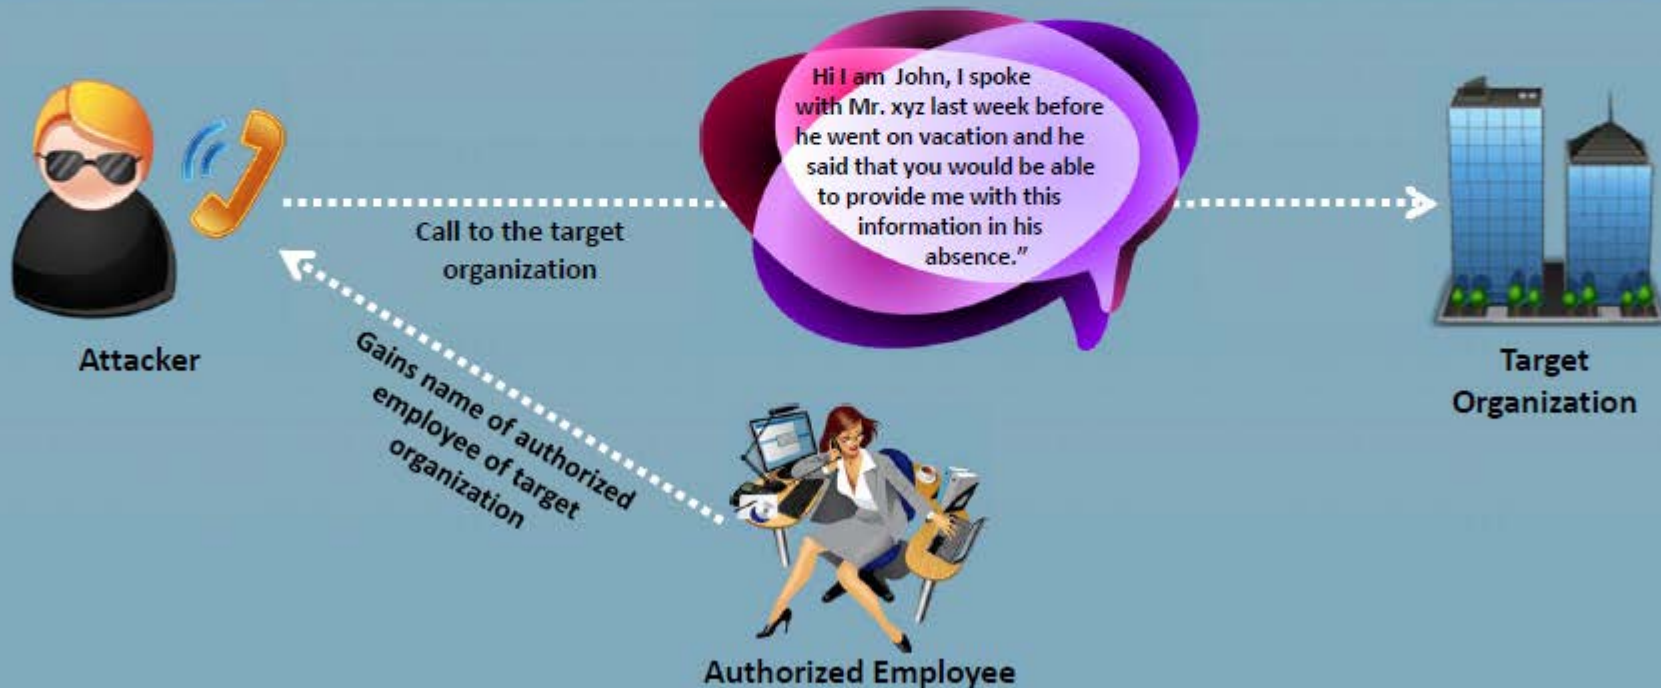 Hi I am John, I spoke
with Mr. xyz last week before
he went on vacation and he
said that you would be able
to provide me with this
information in his
absence.”
Call to the target
organization
Attacker
Gains name of authorized
employee of target
organization
Target
Organization
Authorized Employee